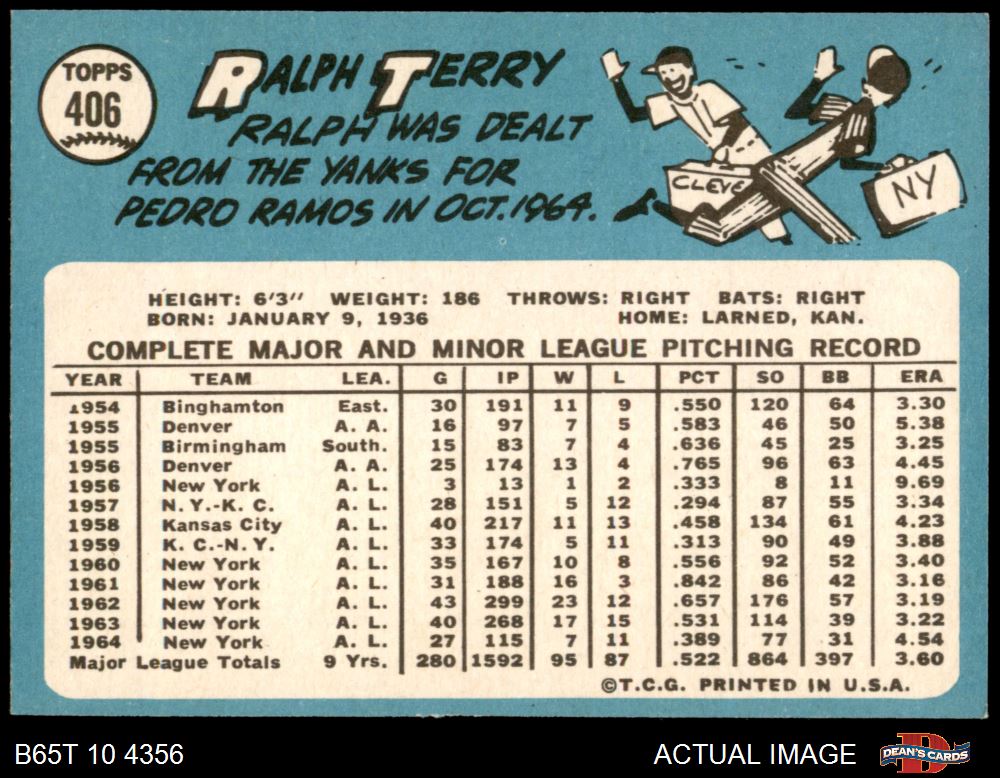 TOPPS
406
RALPH TERRY
RALPH WAS DEALT
FROM THE YANKS FOR
PEDRO RAMOS IN OCT. 1964.
CLEVE
NY
HEIGHT: 6'3" WEIGHT: 186 THROWS: RIGHT BATS: RIGHT
BORN: JANUARY 9, 1936 HOME: LARNED, KAN.
COMPLETE MAJOR AND MINOR LEAGUE PITCHING RECORD
YEAR TEAM LEA. G IP W L PCT SO BB ERA
1954 Binghamton East. 30 191 11 9 .550 120 64 3.30
1955 Denver A. A. 16 97 7 5 .583 46 50 5.38
1955 Birmingham South. 15 83 7 4 .636 45 25 3.25
1956 Denver A. A. 25 174 13 4 .765 96 63 4.45
1956 New York A. L. 3 13 1 2 .333 8 11 9.69
1957 N. Y.-K. C. A. L. 28 151 5 12 .294 87 55 3.34
1958 Kansas City A. L. 40 217 11 13 .458 134 61 4.23
1959 K. C.-N. Y. A. L. 33 174 5 11 .313 90 49 3.88
1960 New York A. L. 35 167 10 8 .556 92 52 3.40
1961 New York A. L. 31 188 16 3 .842 86 42 3.16
1962 New York A. L. 43 299 23 12 .657 176 57 3.19
1963 New York A. L. 40 268 17 15 .531 114 39 3.22
1964 New York A. L. 27 115 7 11 .389 77 31 4.54
Major League Totals 9 Yrs. 280 1592 95 87 .522 864 397 3.60
©T.C.G. PRINTED IN U.S.A.
B65T 10 4356 ACTUAL IMAGE
DEAN'S CARDS